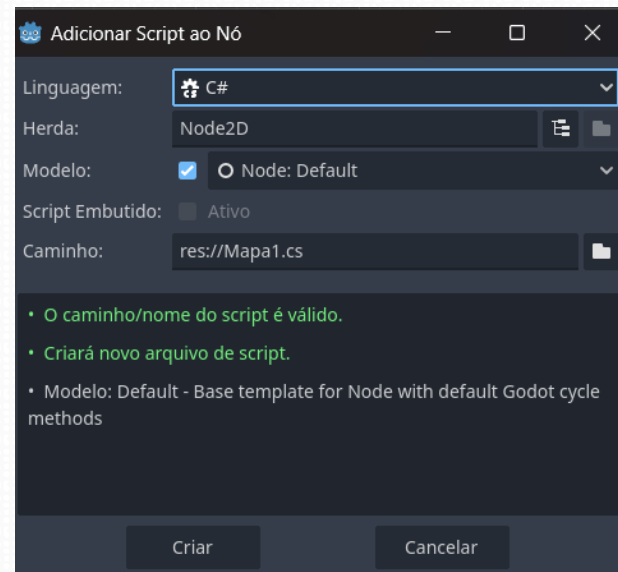 Adicionar Script ao Nó
Linguagem: C#
Herda: Node2D
Modelo: Node: Default
Script Embutido: Ativo
Caminho: res://Mapa1.cs
• O caminho/nome do script é válido.
• Criará novo arquivo de script.
• Modelo: Default - Base template for Node with default Godot cycle
methods
Criar Cancelar